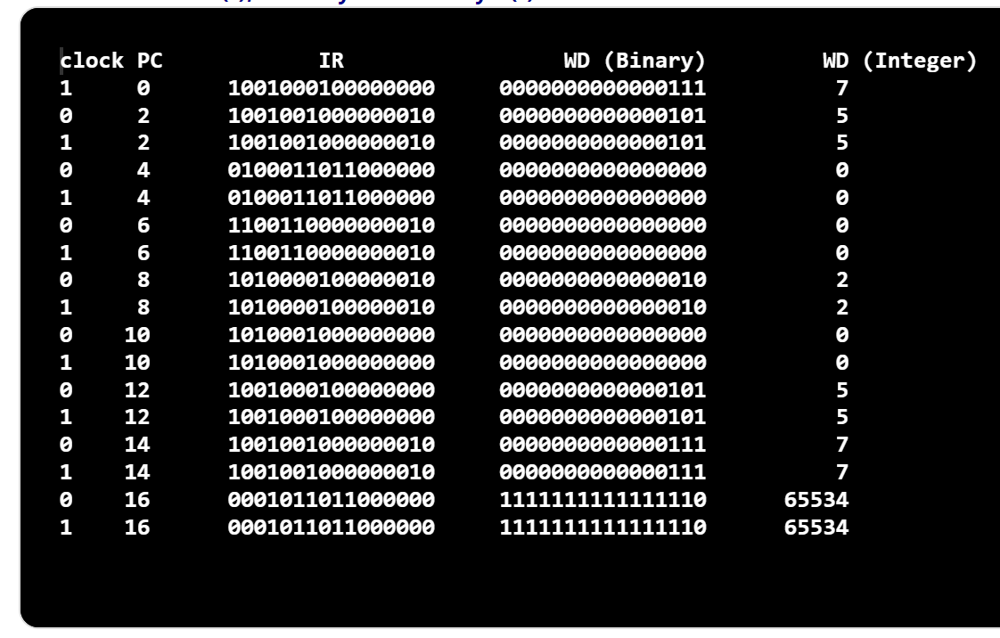 clock PC IR WD (Binary) WD (Integer)
1 0 1001000100000000 0000000000000111 7
0 2 1001001000000010 0000000000000101 5
1 2 1001001000000010 0000000000000101 5
0 4 0100011011000000 0000000000000000 0
1 4 0100011011000000 0000000000000000 0
0 6 1100110000000010 0000000000000000 0
1 6 1100110000000010 0000000000000000 0
0 8 1010000100000010 0000000000000010 2
1 8 1010000100000010 0000000000000010 2
0 10 1010001000000000 0000000000000000 0
1 10 1010001000000000 0000000000000000 0
0 12 1001000100000000 0000000000000101 5
1 12 1001000100000000 0000000000000101 5
0 14 1001001000000010 0000000000000111 7
1 14 1001001000000010 0000000000000111 7
0 16 0001011011000000 1111111111111110 65534
1 16 0001011011000000 1111111111111110 65534